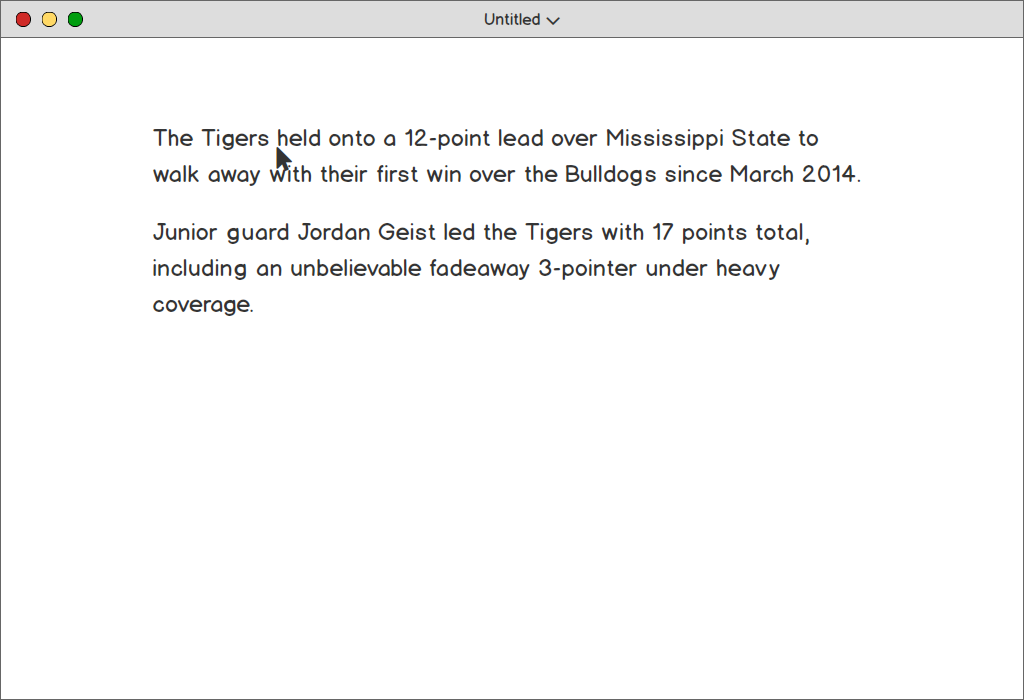 Untitled
The Tigers held onto a 12-point lead over Mississippi State to
walk away with their first win over the Bulldogs since March 2014.
Junior guard Jordan Geist led the Tigers with 17 points total,
including an unbelievable fadeaway 3-pointer under heavy
coverage.